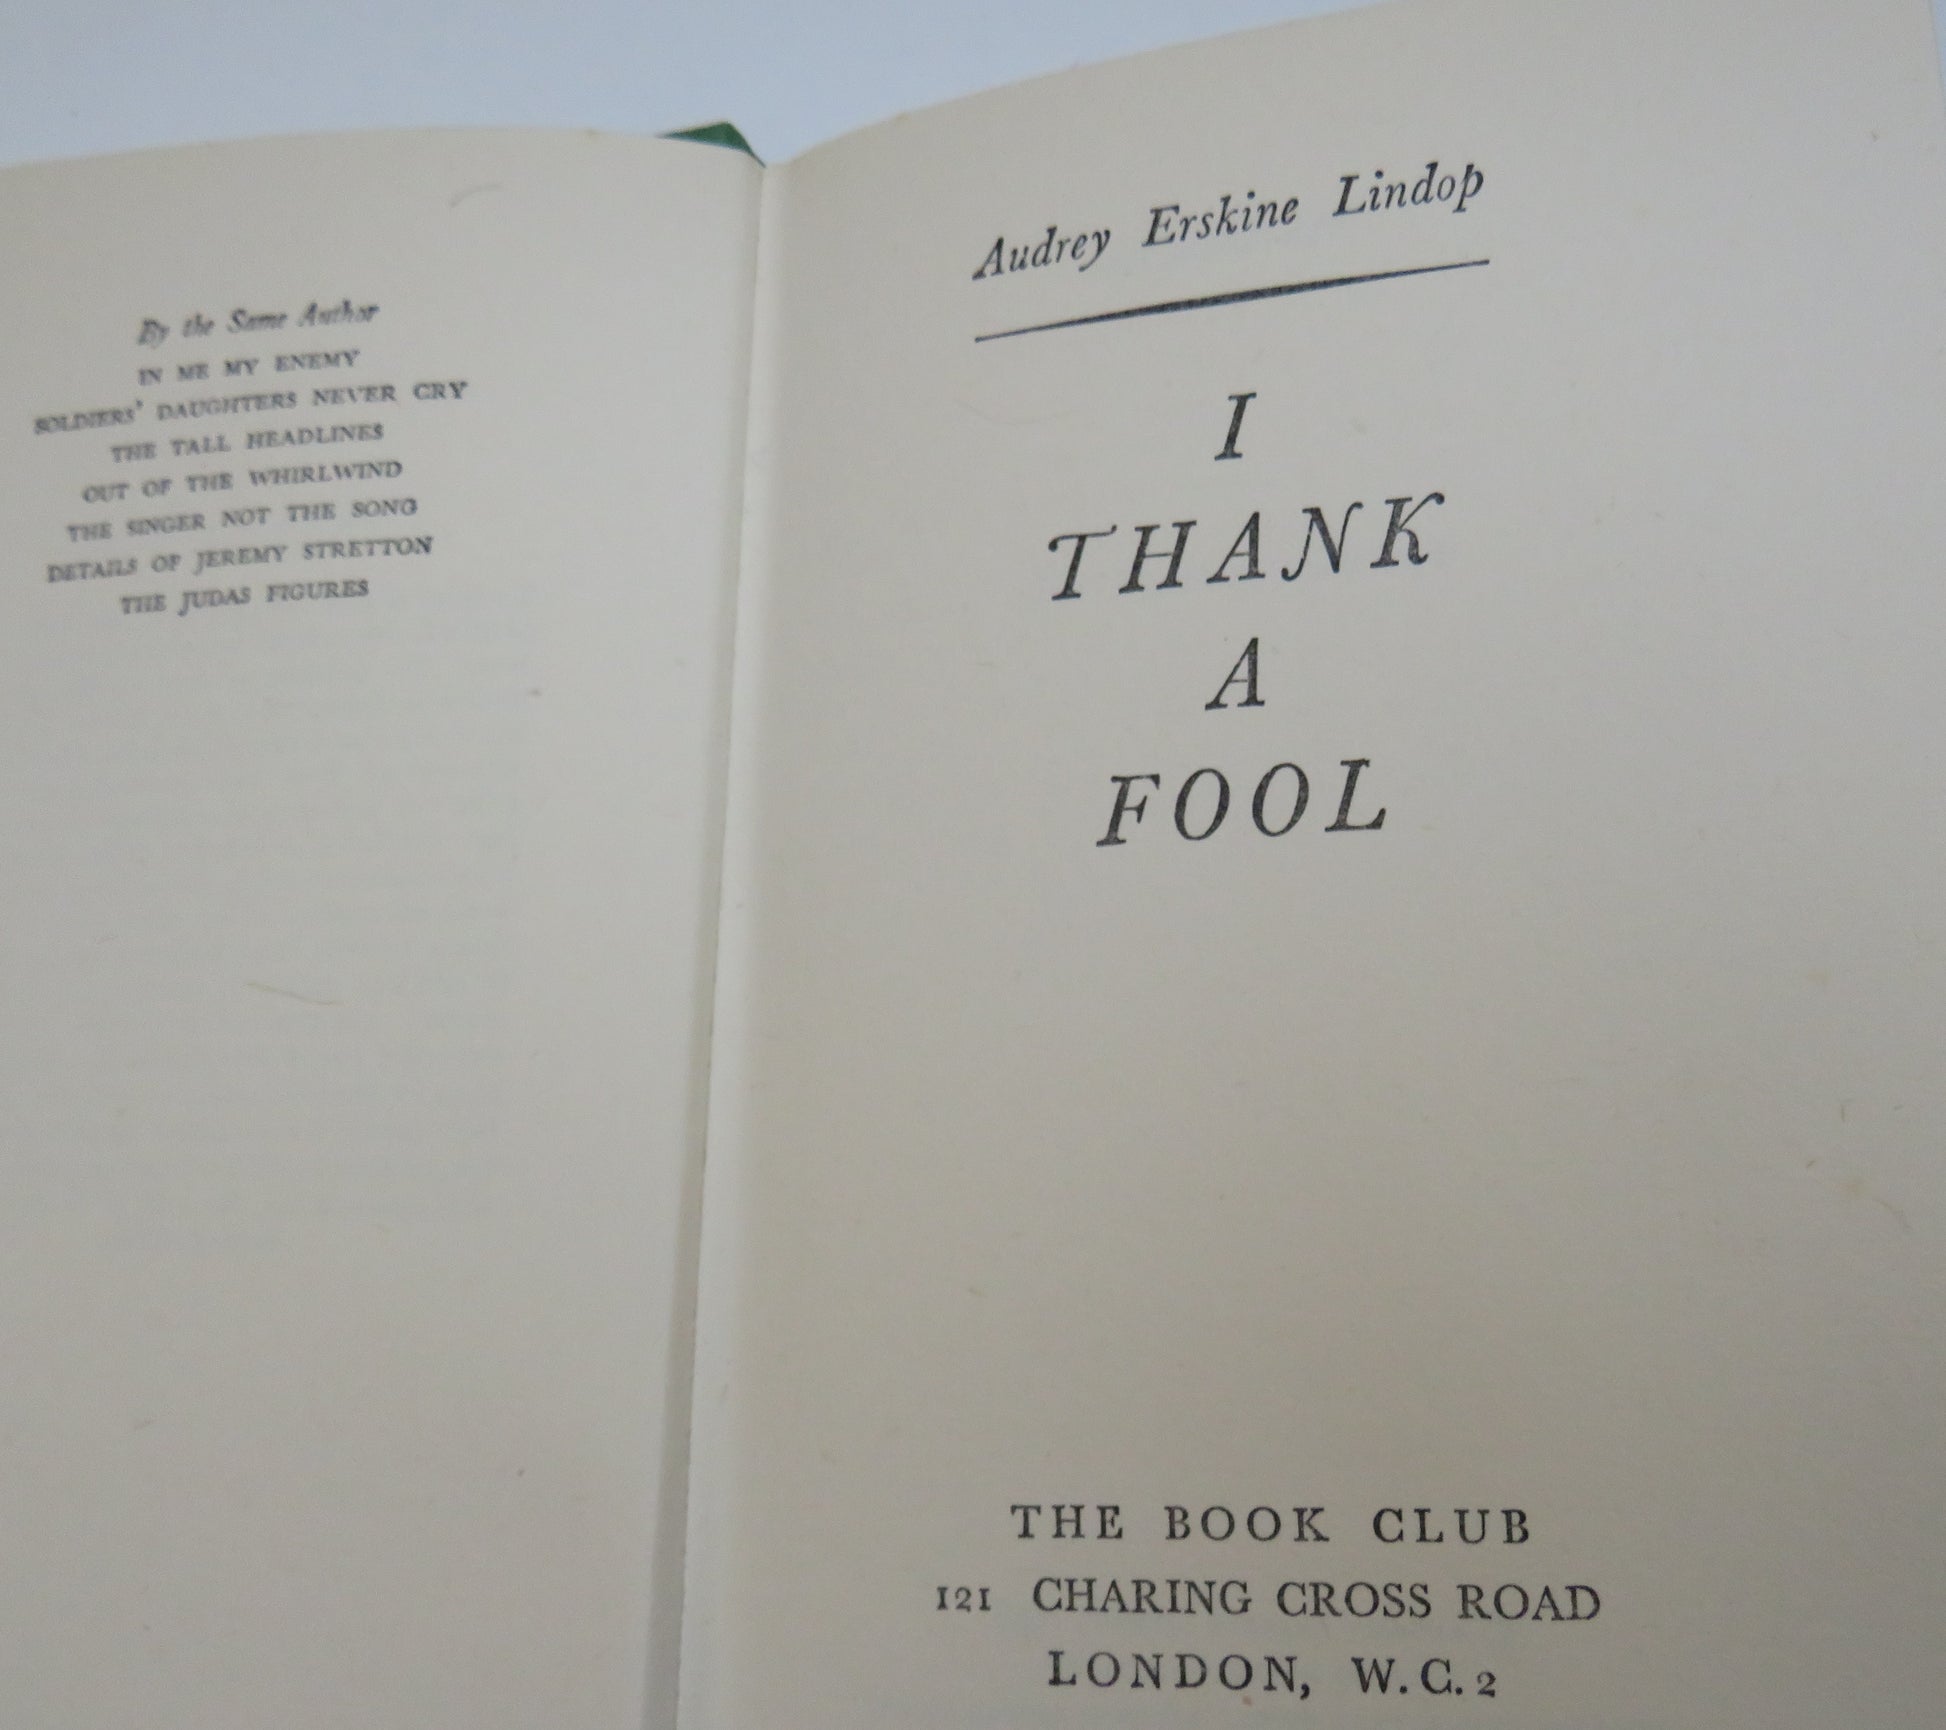 By the Same Author
IN ME MY ENEMY
SOLDIERS' DAUGHTERS NEVER CRY
THE TALL HEADLINES
OUT OF THE WHIRLWIND
THE SINGER NOT THE SONG
DETAILS OF JEREMY STRETTON
THE JUDAS FIGURES
Audrey Erskine Lindop
I
THANK
A
FOOL
THE BOOK CLUB
121 CHARING CROSS ROAD
LONDON, W.C.2